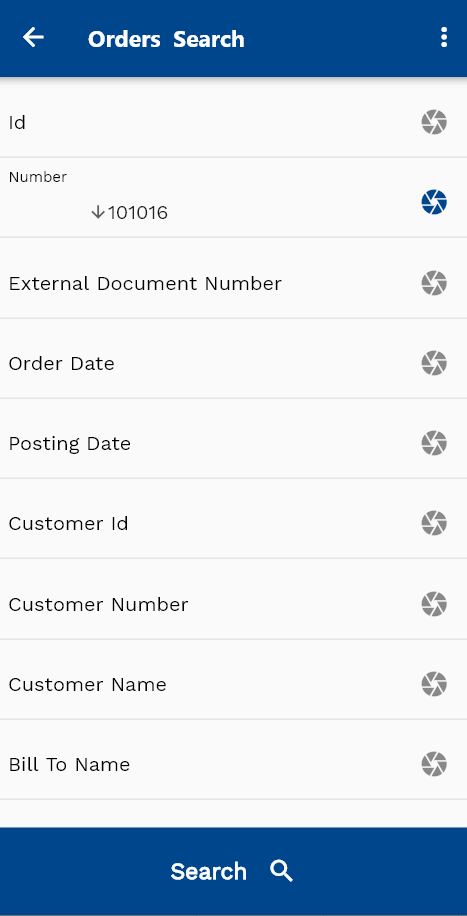 Orders Search
Id
Number
↓101016
External Document Number
Order Date
Posting Date
Customer Id
Customer Number
Customer Name
Bill To Name
Search